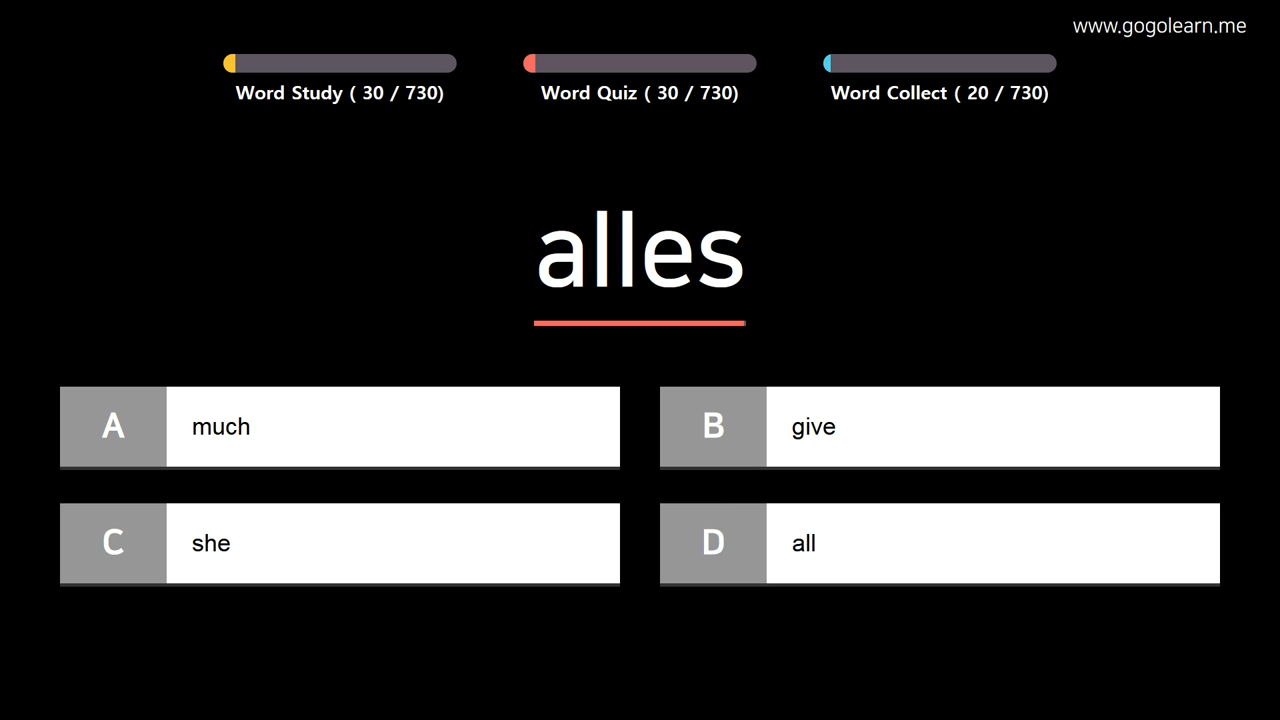 www.gogolearn.me
Word Study ( 30 / 730)
Word Quiz ( 30 / 730)
Word Collect ( 20 / 730)
alles
A much
B give
C she
D all